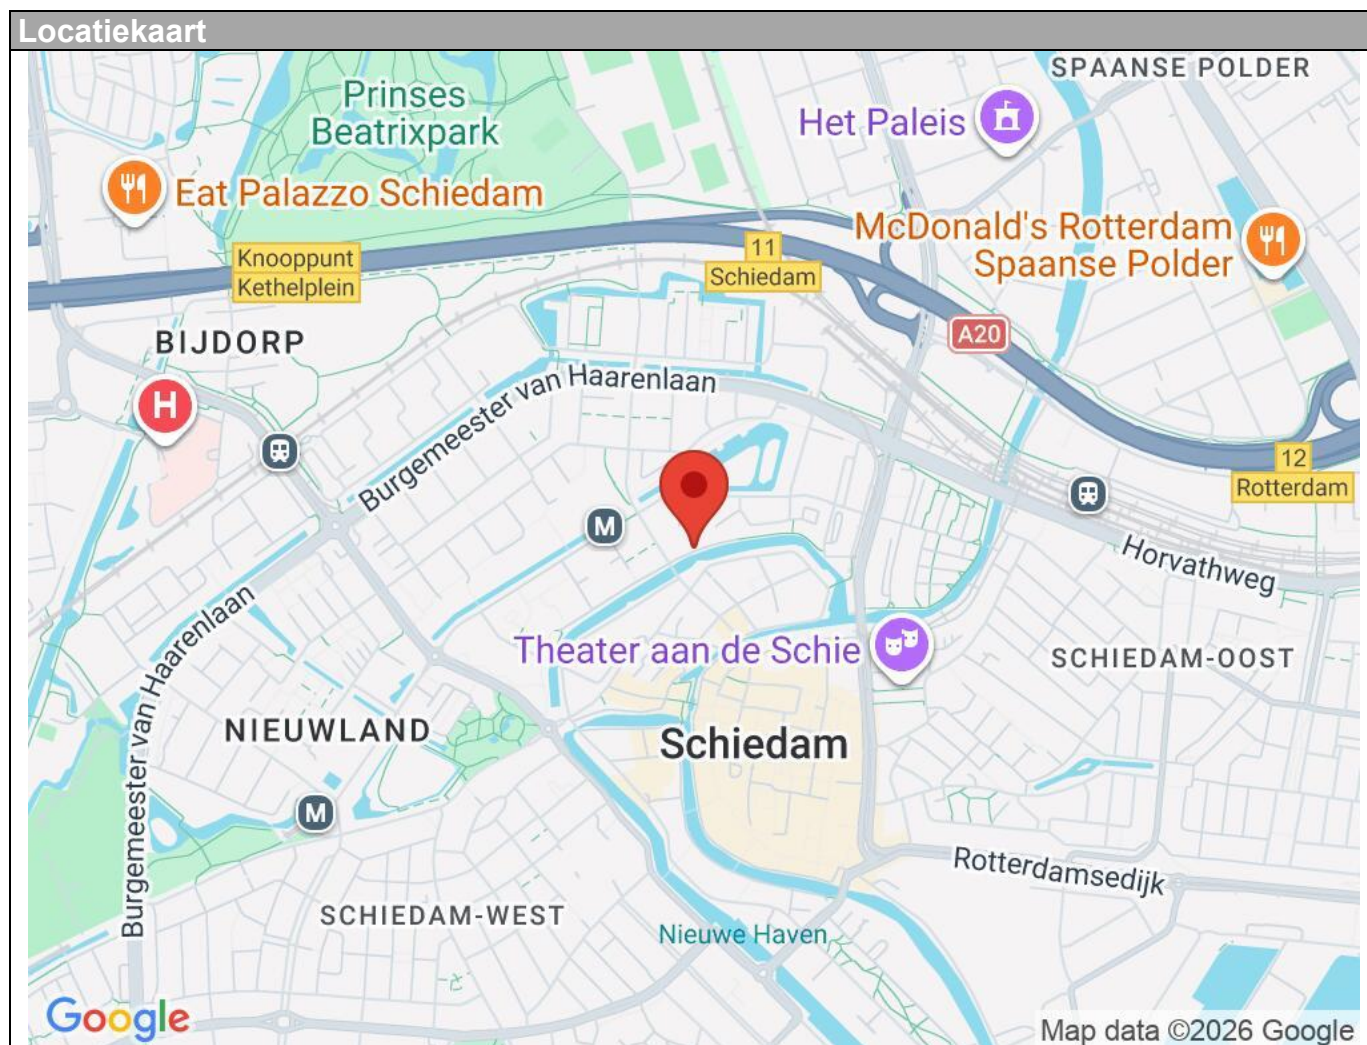 Locatiekaart
SPAANSE POLDER
Prinses
Beatrixpark
Het Paleis
Eat Palazzo Schiedam
McDonald's Rotterdam
Spaanse Polder
Knooppunt
Kethelplein
11
Schiedam
A20
BIJDORP
H
Burgemeester van Haarenlaan
12
Rotterdam
M
Horvathweg
Burgemeester van Haarenlaan
Theater aan de Schie
SCHIEDAM-OOST
NIEUWLAND
Schiedam
M
Rotterdamsedijk
SCHIEDAM-WEST
Nieuwe Haven
Google
Map data ©2026 Google